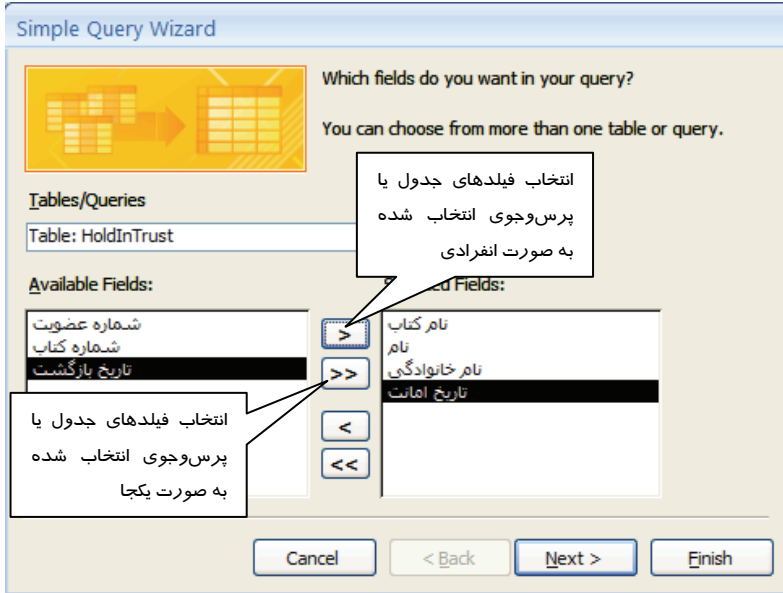 Simple Query Wizard
Which fields do you want in your query?
You can choose from more than one table or query.
انتخاب فیلدهای جدول یا
پرس‌وجوی انتخاب شده
به صورت انفرادی
Tables/Queries
Table: HoldInTrust
Available Fields:
ed Fields:
شماره عضویت
شماره کتاب
تاریخ بازگشت
>
>>
<
<<
نام کتاب
نام
نام خانوادگی
تاریخ امانت
انتخاب فیلدهای جدول یا
پرس‌وجوی انتخاب شده
به صورت یکجا
Cancel
< Back
Next >
Finish